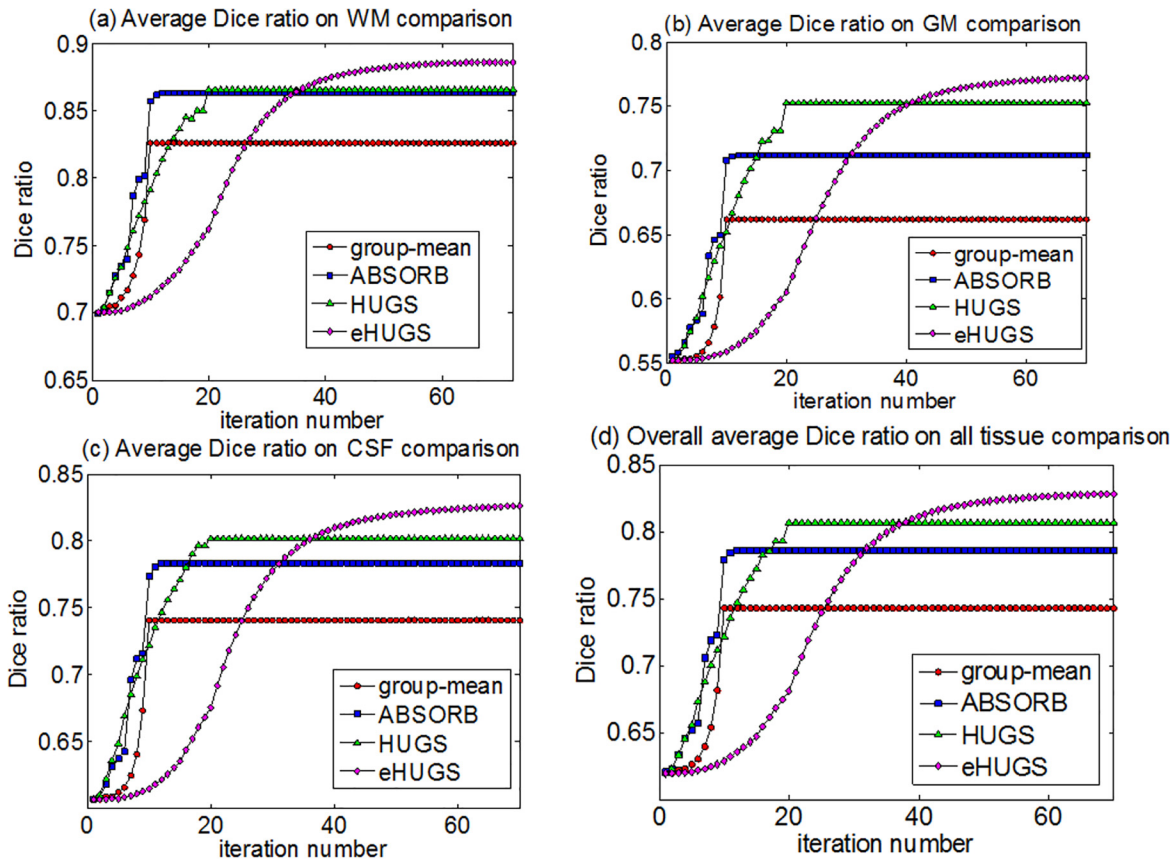 (a) Average Dice ratio on WM comparison
0.9
0.85
0.8
0.75
0.7
0.65
Dice ratio
group-mean
ABSORB
HUGS
eHUGS
0 20 40 60
iteration number
(b) Average Dice ratio on GM comparison
0.8
0.75
0.7
0.65
0.6
0.55
Dice ratio
group-mean
ABSORB
HUGS
eHUGS
0 20 40 60
iteration number
(c) Average Dice ratio on CSF comparison
0.85
0.8
0.75
0.7
0.65
Dice ratio
group-mean
ABSORB
HUGS
eHUGS
0 20 40 60
iteration number
(d) Overall average Dice ratio on all tissue comparison
0.85
0.8
0.75
0.7
0.65
Dice ratio
group-mean
ABSORB
HUGS
eHUGS
0 20 40 60
iteration number